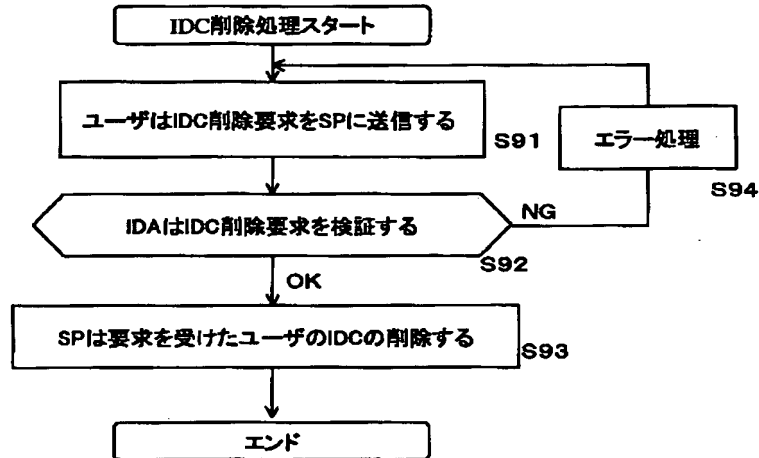 IDC削除処理スタート
ユーザはIDC削除要求をSPに送信する
S91
エラー処理
S94
IDAはIDC削除要求を検証する
NG
S92
OK
SPは要求を受けたユーザのIDCの削除する
S93
エンド